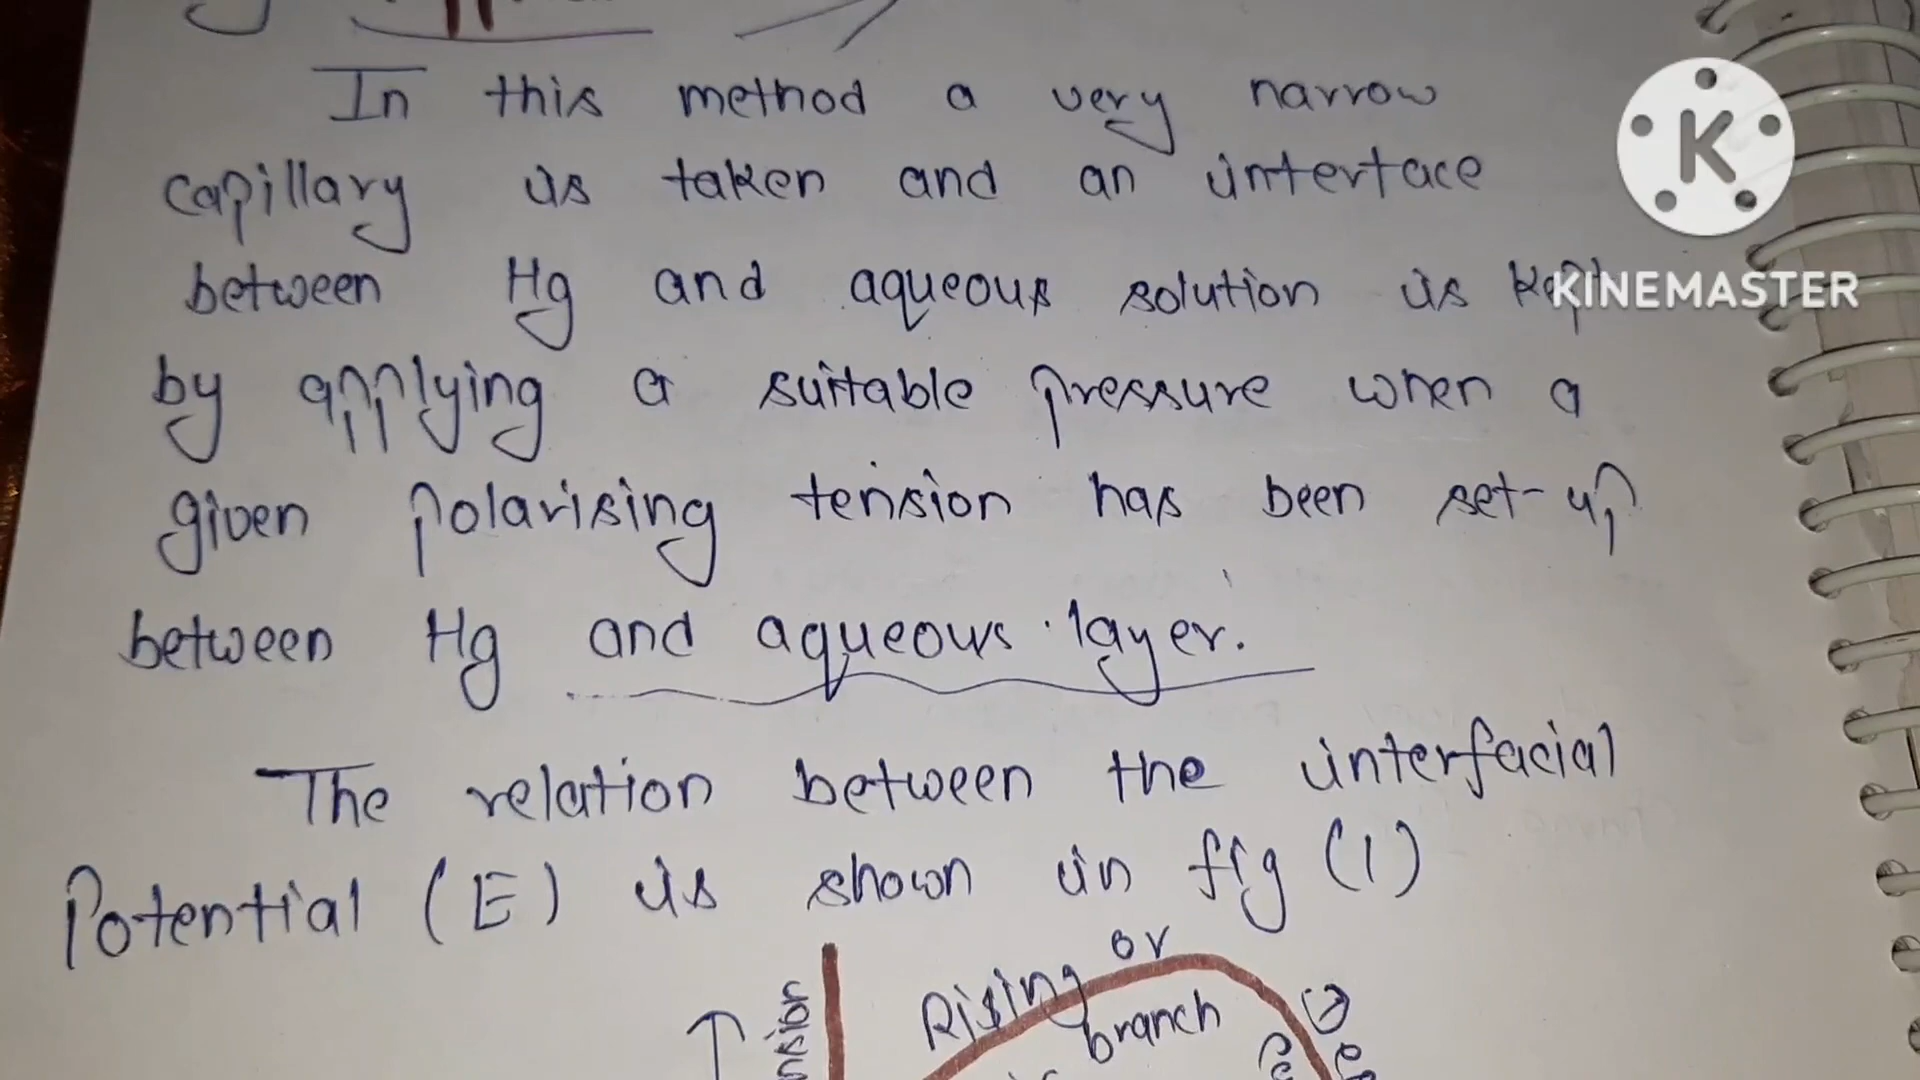 In this method a very narrow
capillary is taken and an interface
between Hg and aqueous solution is kept
by applying a suitable pressure when a
given polarising tension has been set-up
between Hg and aqueous layer.
The relation between the interfacial
Potential (E) is shown in fig (1)
Rising or
branch
K
KINEMASTER